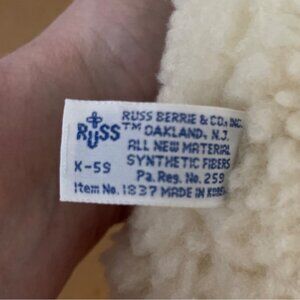 RUSS
RUSS BERRIE & CO., INC.
TM OAKLAND, N.J.
ALL NEW MATERIAL
SYNTHETIC FIBERS
K-59
Pa. Reg. No. 259
Item No. 1837 MADE IN KOREA